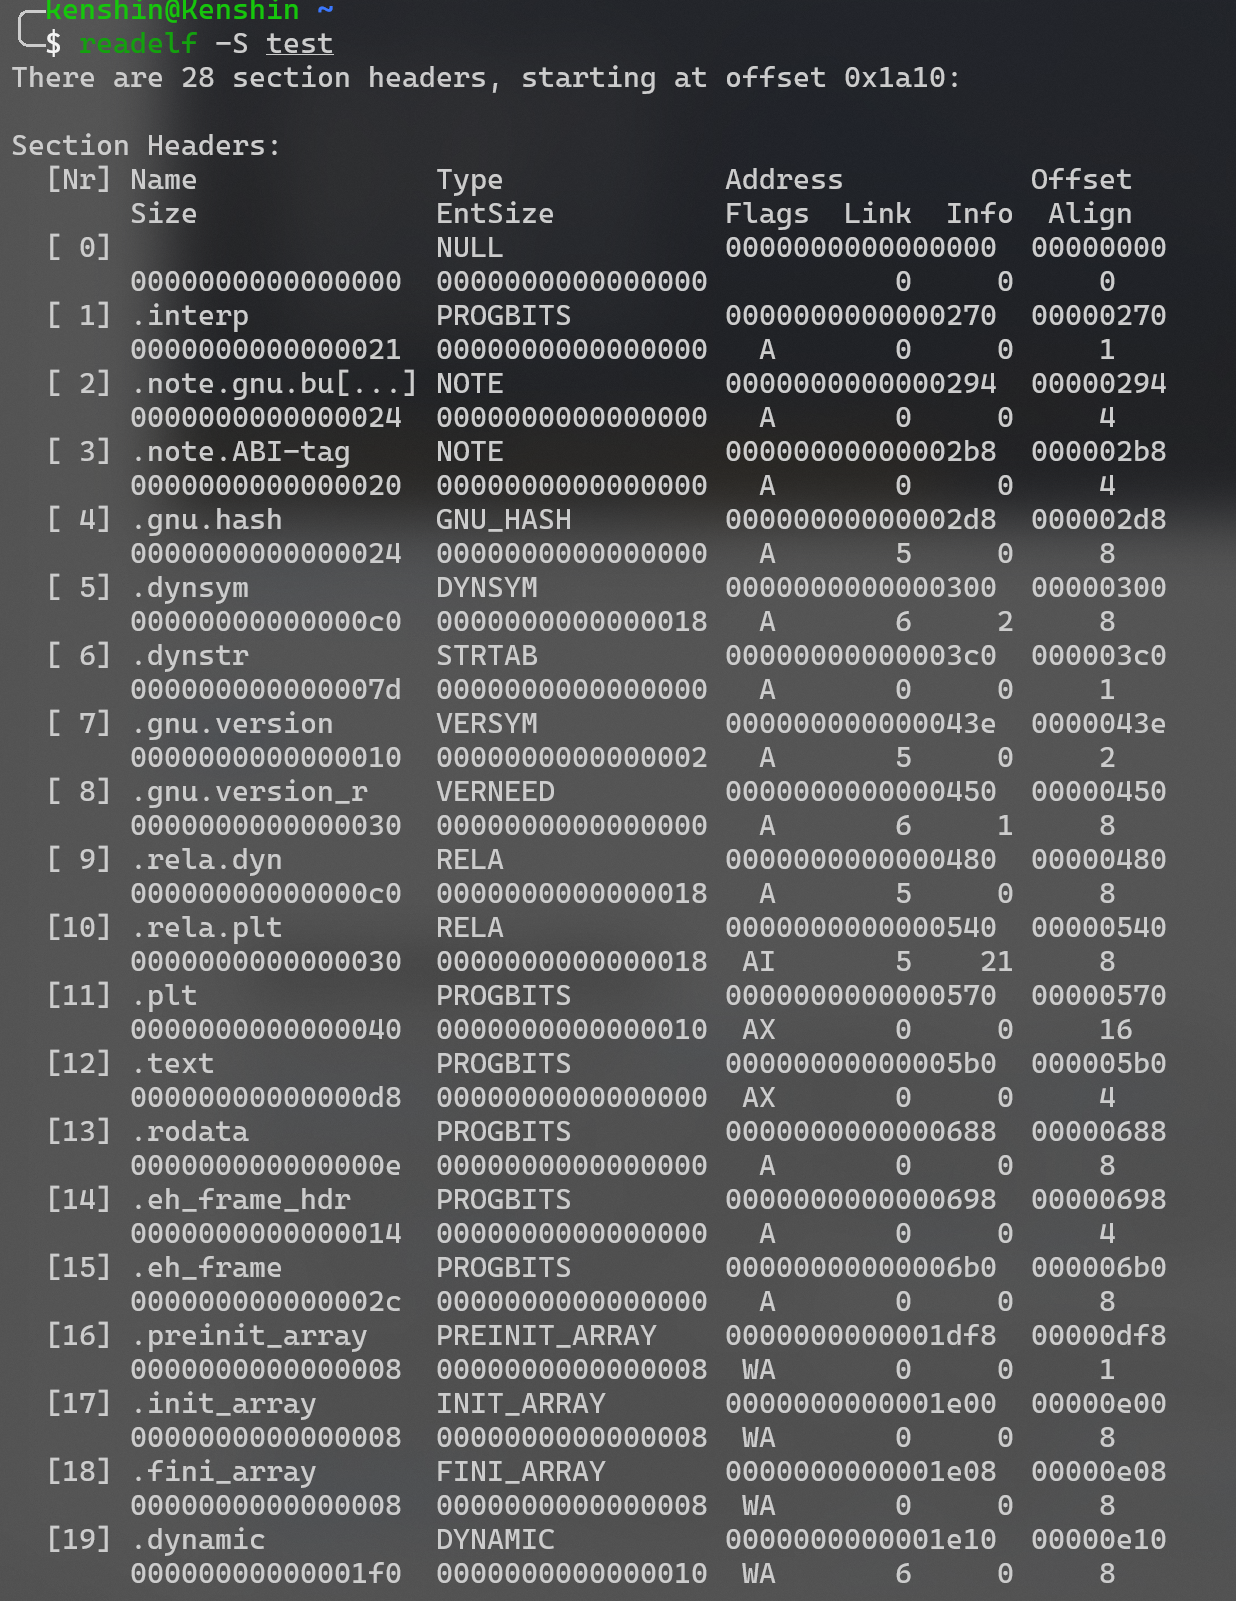 kenshin@Kenshin ~
$ readelf -S test
There are 28 section headers, starting at offset 0x1a10:

Section Headers:
  [Nr] Name              Type             Address           Offset
       Size              EntSize          Flags  Link  Info  Align
  [ 0]                   NULL             0000000000000000  00000000
       0000000000000000  0000000000000000           0     0     0
  [ 1] .interp           PROGBITS         0000000000000270  00000270
       0000000000000021  0000000000000000   A       0     0     1
  [ 2] .note.gnu.bu[...] NOTE             0000000000000294  00000294
       0000000000000024  0000000000000000   A       0     0     4
  [ 3] .note.ABI-tag     NOTE             00000000000002b8  000002b8
       0000000000000020  0000000000000000   A       0     0     4
  [ 4] .gnu.hash         GNU_HASH         00000000000002d8  000002d8
       0000000000000024  0000000000000000   A       5     0     8
  [ 5] .dynsym           DYNSYM           0000000000000300  00000300
       00000000000000c0  0000000000000018   A       6     2     8
  [ 6] .dynstr           STRTAB           00000000000003c0  000003c0
       000000000000007d  0000000000000000   A       0     0     1
  [ 7] .gnu.version      VERSYM           000000000000043e  0000043e
       0000000000000010  0000000000000002   A       5     0     2
  [ 8] .gnu.version_r    VERNEED          0000000000000450  00000450
       0000000000000030  0000000000000000   A       6     1     8
  [ 9] .rela.dyn         RELA             0000000000000480  00000480
       00000000000000c0  0000000000000018   A       5     0     8
  [10] .rela.plt         RELA             0000000000000540  00000540
       0000000000000030  0000000000000018  AI       5    21     8
  [11] .plt              PROGBITS         0000000000000570  00000570
       0000000000000040  0000000000000010  AX       0     0     16
  [12] .text             PROGBITS         00000000000005b0  000005b0
       00000000000000d8  0000000000000000  AX       0     0     4
  [13] .rodata           PROGBITS         0000000000000688  00000688
       000000000000000e  0000000000000000   A       0     0     8
  [14] .eh_frame_hdr     PROGBITS         0000000000000698  00000698
       0000000000000014  0000000000000000   A       0     0     4
  [15] .eh_frame         PROGBITS         00000000000006b0  000006b0
       000000000000002c  0000000000000000   A       0     0     8
  [16] .preinit_array    PREINIT_ARRAY    0000000000001df8  00000df8
       0000000000000008  0000000000000008  WA       0     0     1
  [17] .init_array       INIT_ARRAY       0000000000001e00  00000e00
       0000000000000008  0000000000000008  WA       0     0     8
  [18] .fini_array       FINI_ARRAY       0000000000001e08  00000e08
       0000000000000008  0000000000000008  WA       0     0     8
  [19] .dynamic          DYNAMIC          0000000000001e10  00000e10
       00000000000001f0  0000000000000010  WA       6     0     8